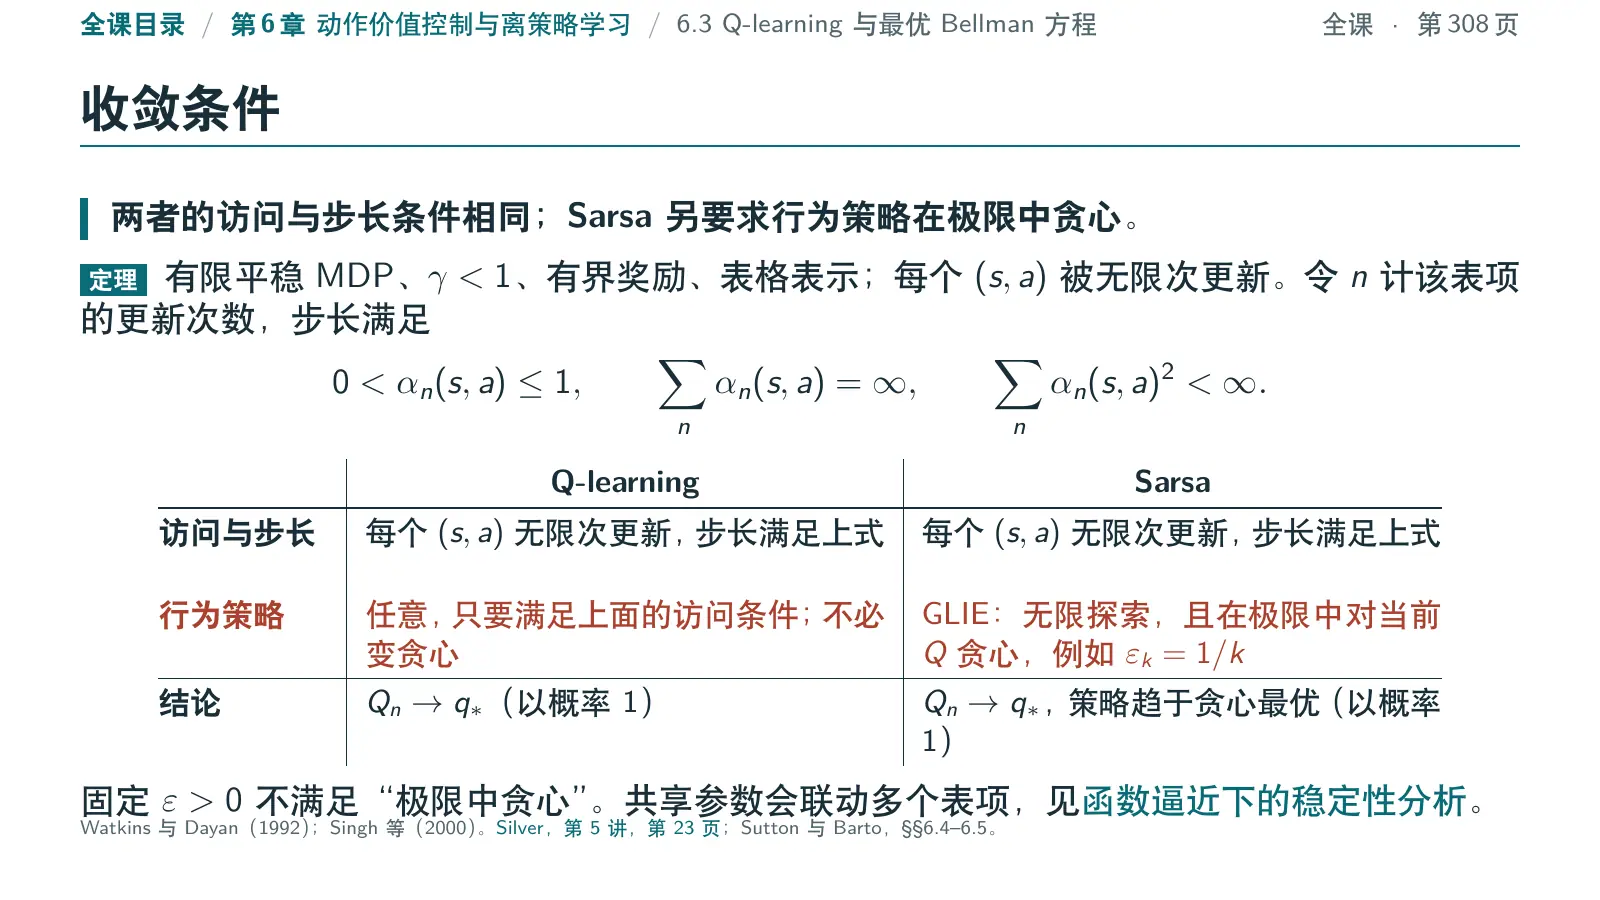 全课目录 / 第 6 章 动作价值控制与离策略学习 / 6.3 Q-learning 与最优 Bellman 方程 全课 · 第 308 页
收敛条件
两者的访问与步长条件相同；Sarsa 另要求行为策略在极限中贪心。
定理 有限平稳 MDP、γ < 1、有界奖励、表格表示；每个 (s, a) 被无限次更新。令 n 计该表项
的更新次数，步长满足
0 < αₙ(s, a) ≤ 1, ∑ₙ αₙ(s, a) = ∞, ∑ₙ αₙ(s, a)² < ∞.
Q-learning Sarsa
访问与步长 每个 (s, a) 无限次更新，步长满足上式 每个 (s, a) 无限次更新，步长满足上式
行为策略 任意，只要满足上面的访问条件；不必 GLIE：无限探索，且在极限中对当前
变贪心 Q 贪心，例如 εₖ = 1/k
结论 Qₙ → q∗（以概率 1） Qₙ → q∗，策略趋于贪心最优（以概率
1）
固定 ε > 0 不满足“极限中贪心”。共享参数会联动多个表项，见函数逼近下的稳定性分析。
Watkins 与 Dayan（1992）；Singh 等（2000）。Silver，第 5 讲，第 23 页；Sutton 与 Barto，§§6.4–6.5。